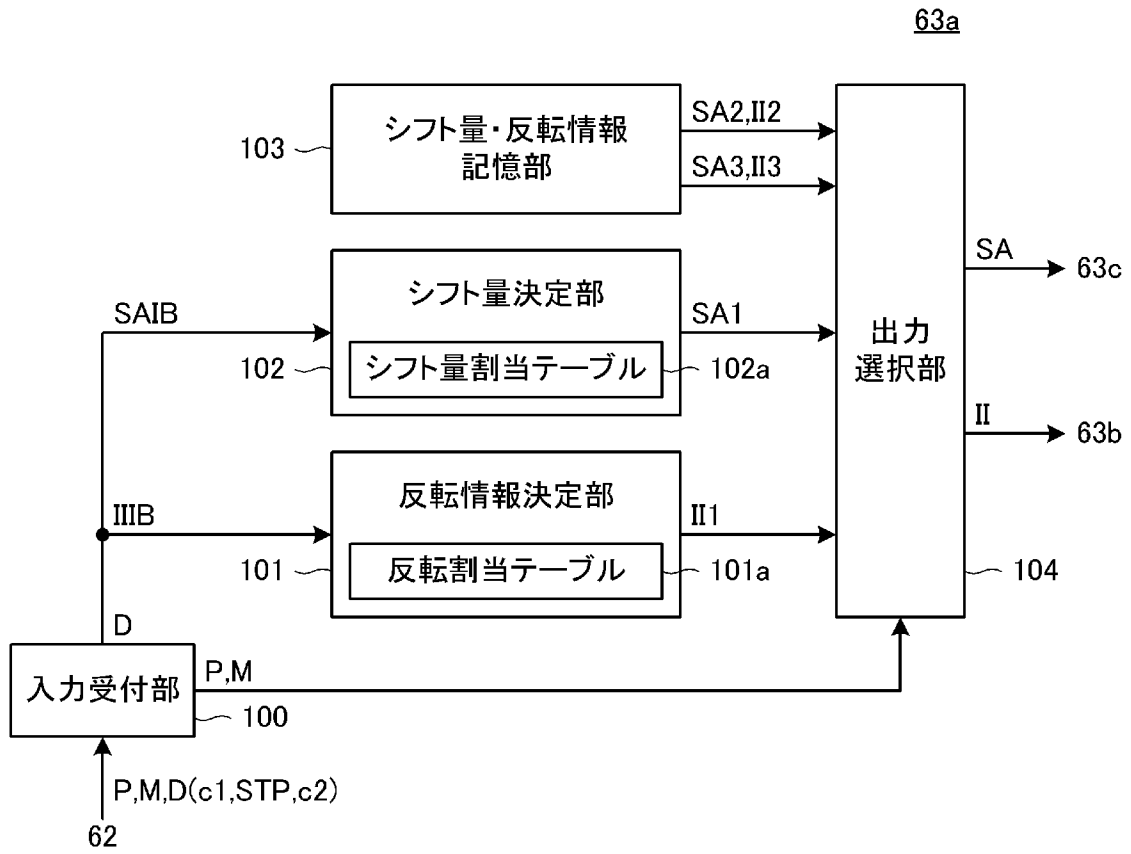 63a
シフト量・反転情報
記憶部
103
SA2,II2
SA3,II3
シフト量決定部
シフト量割当テーブル
102
102a
SAIB
SA1
出力
選択部
SA
63c
II
63b
反転情報決定部
反転割当テーブル
101
101a
IIIB
II1
104
D
入力受付部
100
P,M
P,M,D(c1,STP,c2)
62